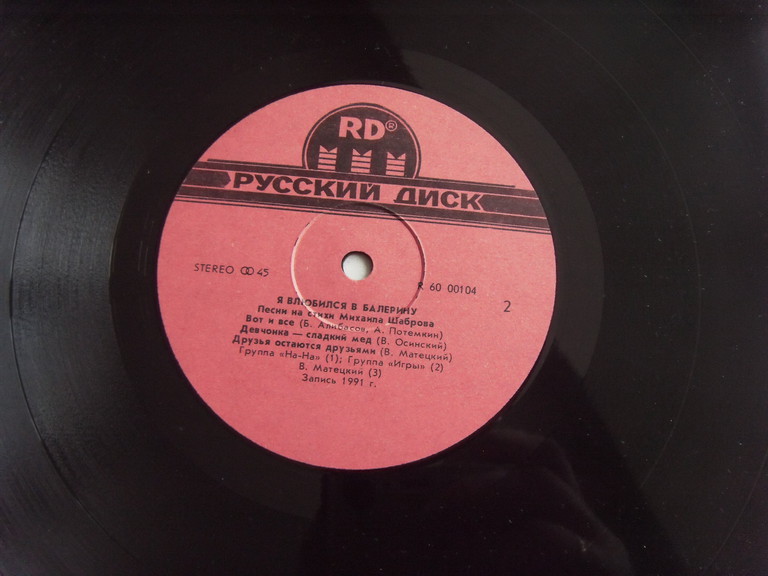 RD®
РУССКИЙ ДИСК
STEREO 45
R 60 00104
2
Я ВЛЮБИЛСЯ В БАЛЕРИНУ
Песни на стихи Михаила Шаброва
Вот и все (Б. Алибасов, А. Потемкин)
Девчонка — сладкий мед (В. Осинский)
Друзья остаются друзьями (В. Матецкий)
Группа «На-На» (1); Группа «Игры» (2)
В. Матецкий (3)
Запись 1991 г.